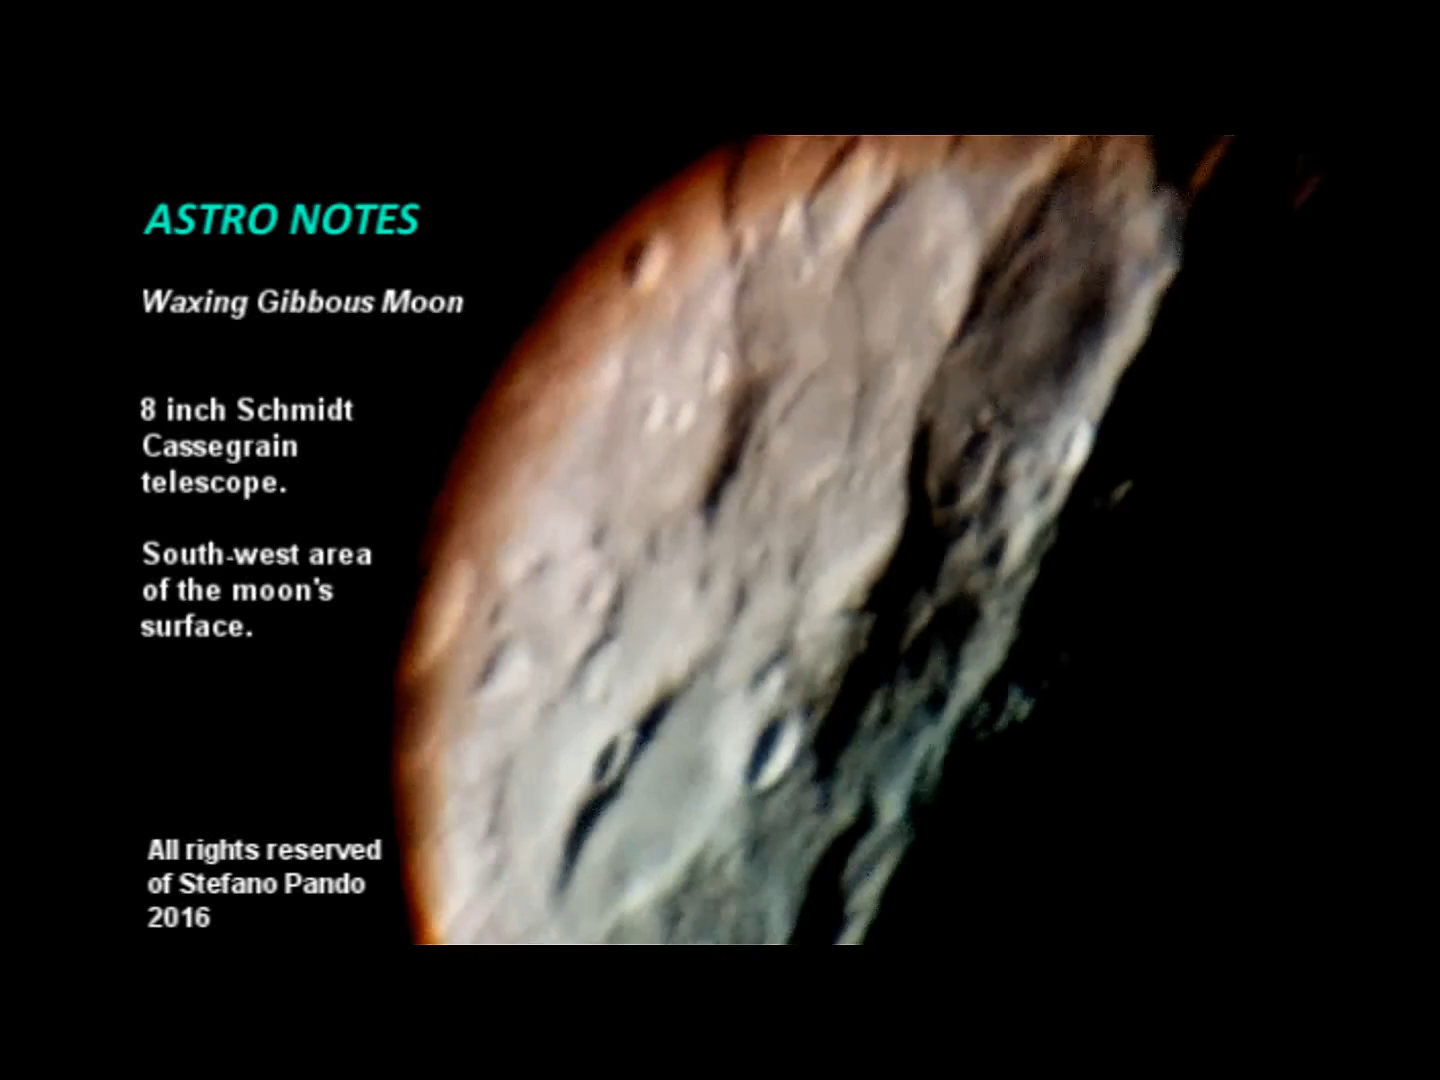 ASTRO NOTES
Waxing Gibbous Moon
8 inch Schmidt
Cassegrain
telescope.
South-west area
of the moon's
surface.
All rights reserved
of Stefano Pando
2016